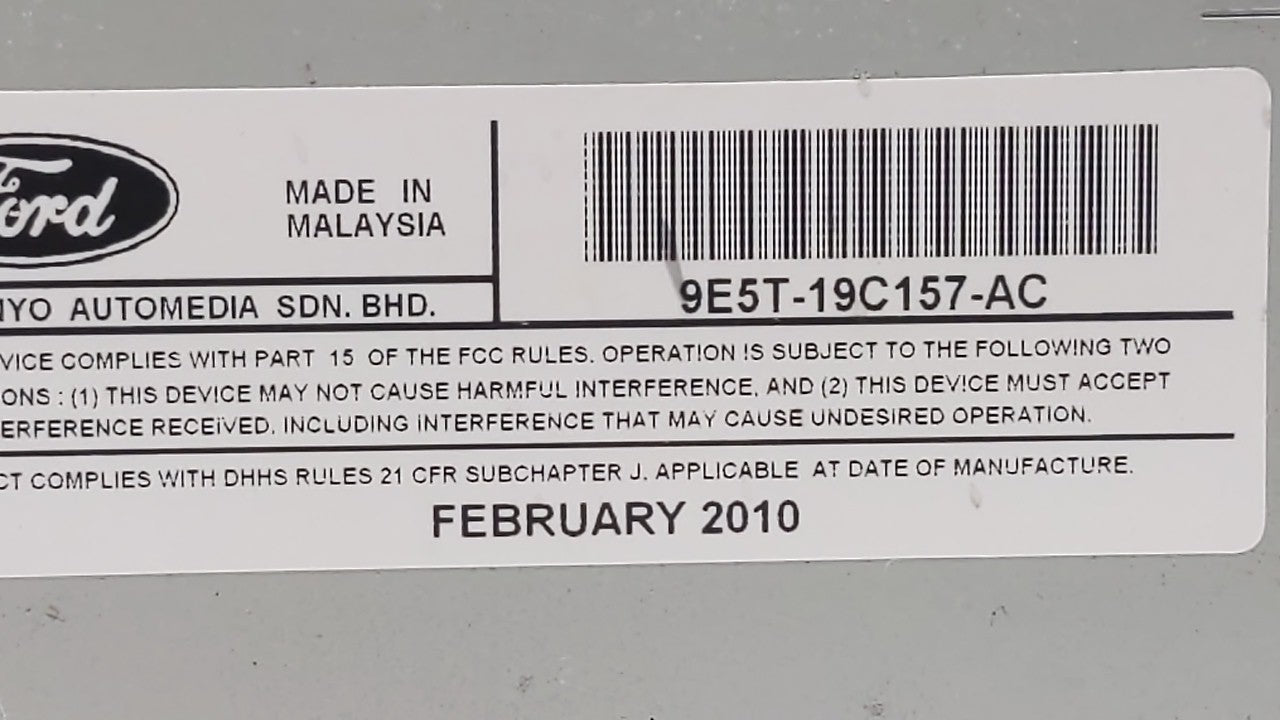 Ford
MADE IN
MALAYSIA
9E5T-19C157-AC
NYO AUTOMEDIA SDN. BHD.
VICE COMPLIES WITH PART 15 OF THE FCC RULES. OPERATION IS SUBJECT TO THE FOLLOWING TWO
ONS : (1) THIS DEVICE MAY NOT CAUSE HARMFUL INTERFERENCE, AND (2) THIS DEVICE MUST ACCEPT
ERFERENCE RECEIVED, INCLUDING INTERFERENCE THAT MAY CAUSE UNDESIRED OPERATION.
CT COMPLIES WITH DHHS RULES 21 CFR SUBCHAPTER J. APPLICABLE AT DATE OF MANUFACTURE.
FEBRUARY 2010